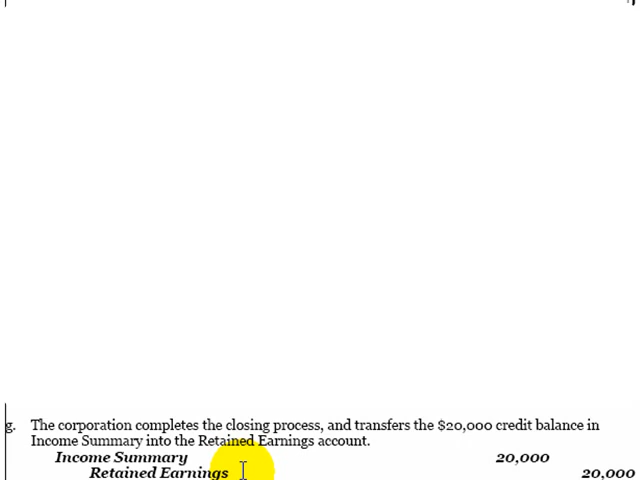 g. The corporation completes the closing process, and transfers the $20,000 credit balance in
Income Summary into the Retained Earnings account.
Income Summary 20,000
Retained Earnings 20,000